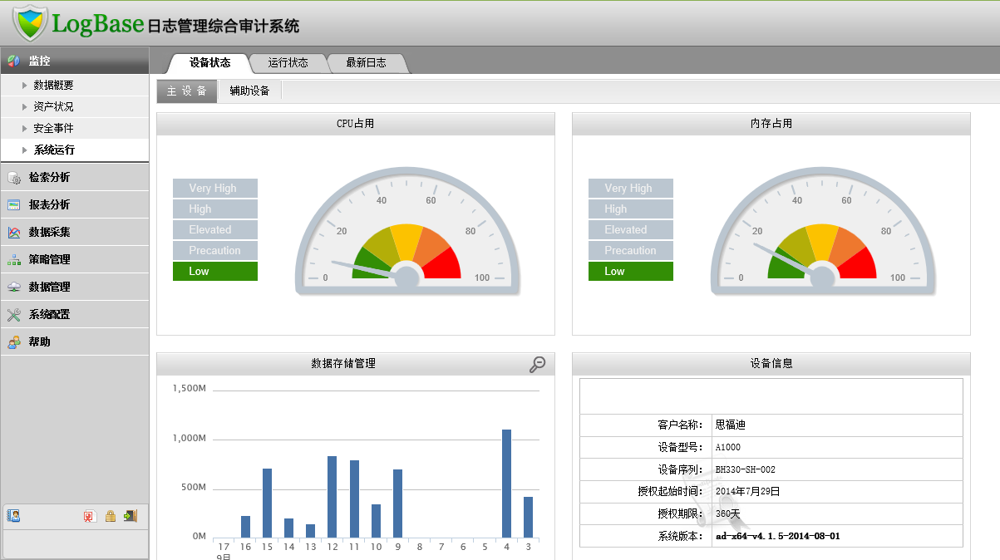 LogBase日志管理综合审计系统
监控
数据概要
资产状况
安全事件
系统运行
检索分析
报表分析
数据采集
策略管理
数据管理
系统配置
帮助
设备状态 运行状态 最新日志
主 设 备 辅助设备
CPU占用
Very High
High
Elevated
Precaution
Low
0 20 40 60 80 100
内存占用
Very High
High
Elevated
Precaution
Low
0 20 40 60 80 100
数据存储管理
1,500M
1,000M
500M
0M
17 16 15 14 13 12 11 10 9 8 7 6 5 4 3
9月
设备信息
客户名称： 思福迪
设备型号： A1000
设备序列： BH330-SH-002
授权起始时间： 2014年7月29日
授权期限： 360天
系统版本： ad-x64-v4.1.5-2014-08-01